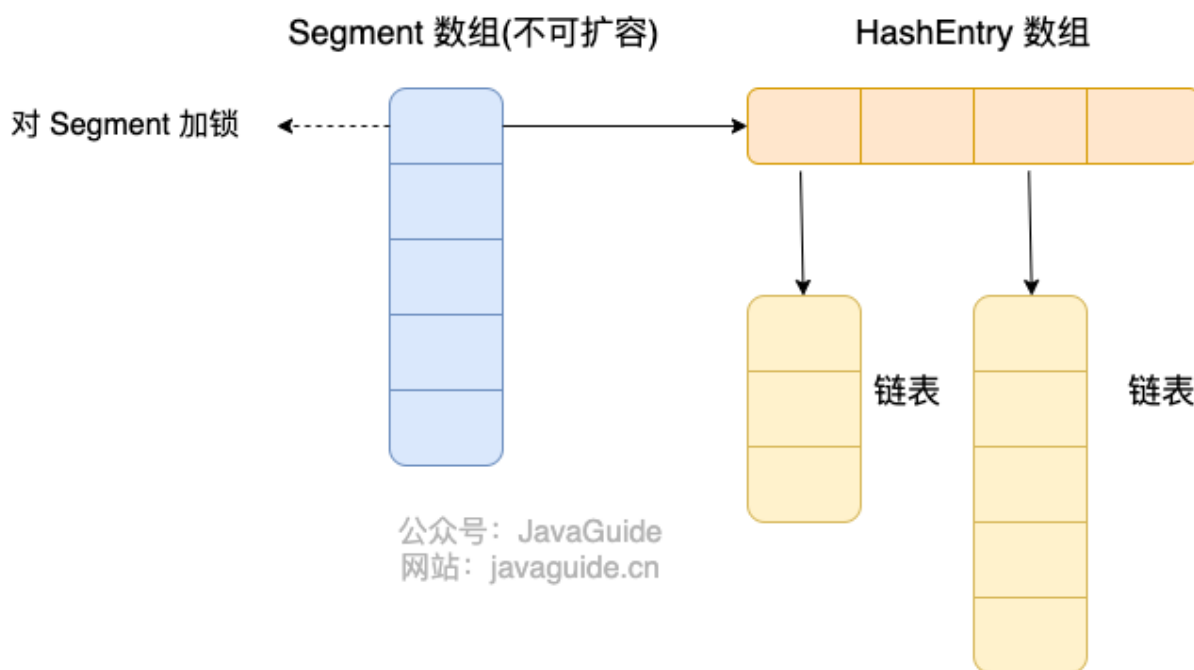 Segment 数组(不可扩容)
HashEntry 数组
对 Segment 加锁
链表
链表
公众号：JavaGuide
网站：javaguide.cn